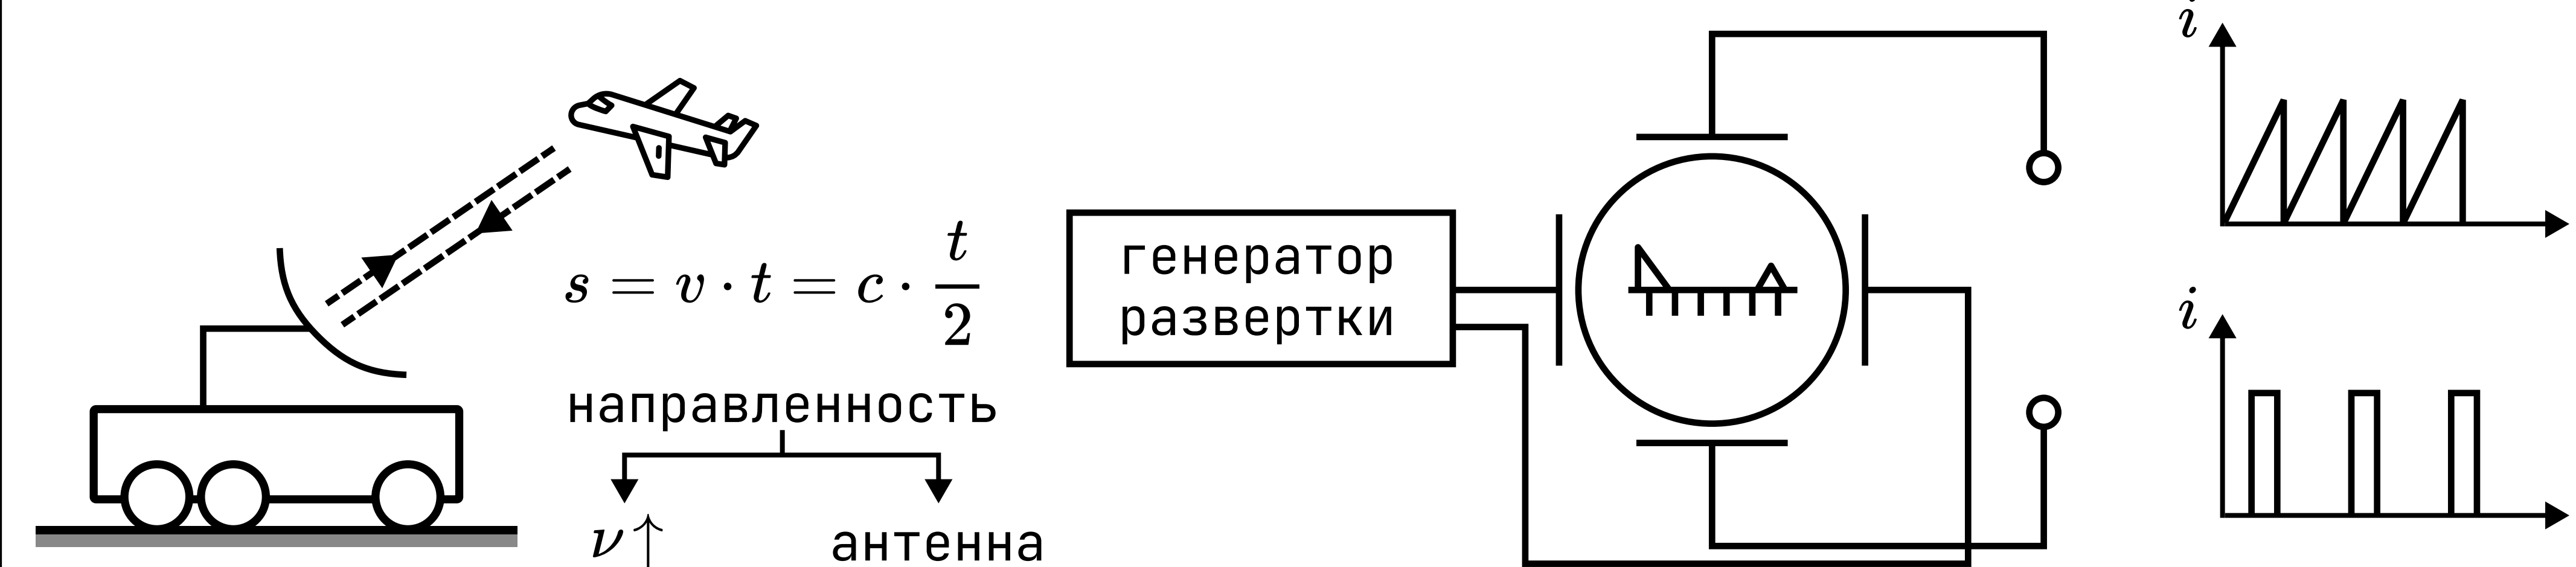 s = v · t = c · t/2
направленность
ν↑
антенна
генератор
развертки
i
i